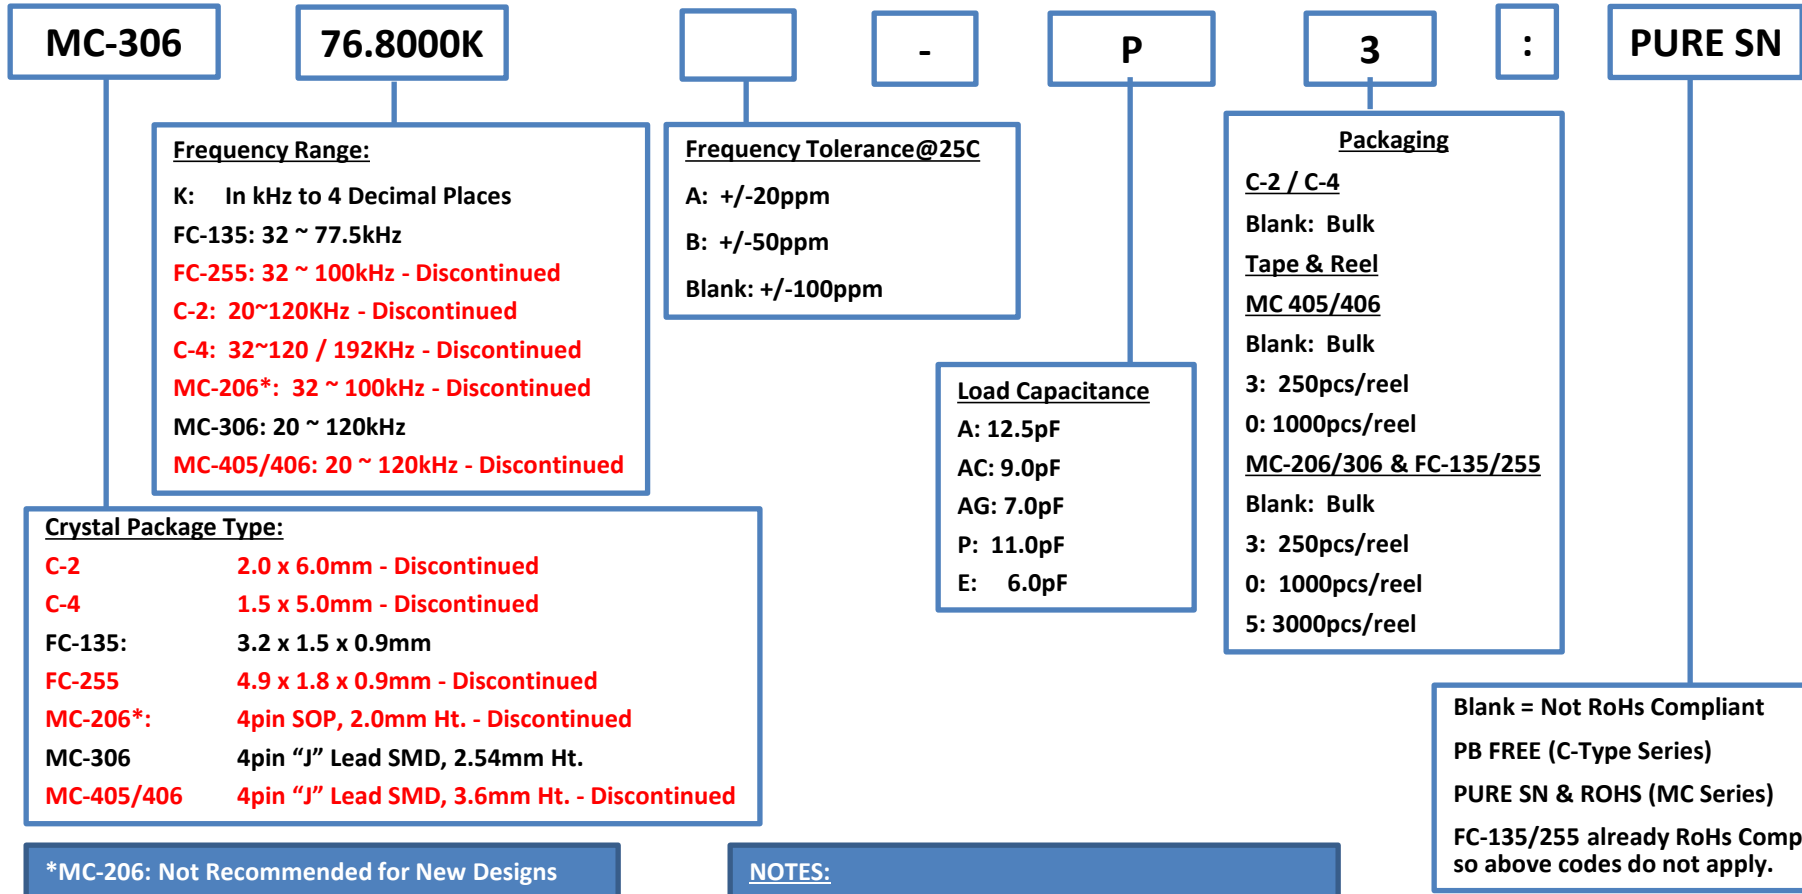 MC-306 76.8000K - P 3 : PURE SN
Frequency Range:
K: In kHz to 4 Decimal Places
FC-135: 32 ~ 77.5kHz
FC-255: 32 ~ 100kHz - Discontinued
C-2: 20~120KHz - Discontinued
C-4: 32~120 / 192KHz - Discontinued
MC-206*: 32 ~ 100kHz - Discontinued
MC-306: 20 ~ 120kHz
MC-405/406: 20 ~ 120kHz - Discontinued
Frequency Tolerance@25C
A: +/-20ppm
B: +/-50ppm
Blank: +/-100ppm
Load Capacitance
A: 12.5pF
AC: 9.0pF
AG: 7.0pF
P: 11.0pF
E: 6.0pF
Packaging
C-2 / C-4
Blank: Bulk
Tape & Reel
MC 405/406
Blank: Bulk
3: 250pcs/reel
0: 1000pcs/reel
MC-206/306 & FC-135/255
Blank: Bulk
3: 250pcs/reel
0: 1000pcs/reel
5: 3000pcs/reel
Crystal Package Type:
C-2 2.0 x 6.0mm - Discontinued
C-4 1.5 x 5.0mm - Discontinued
FC-135: 3.2 x 1.5 x 0.9mm
FC-255 4.9 x 1.8 x 0.9mm - Discontinued
MC-206*: 4pin SOP, 2.0mm Ht. - Discontinued
MC-306 4pin “J” Lead SMD, 2.54mm Ht.
MC-405/406 4pin “J” Lead SMD, 3.6mm Ht. - Discontinued
Blank = Not RoHs Compliant
PB FREE (C-Type Series)
PURE SN & ROHS (MC Series)
FC-135/255 already RoHs Comp
so above codes do not apply.
*MC-206: Not Recommended for New Designs
NOTES: